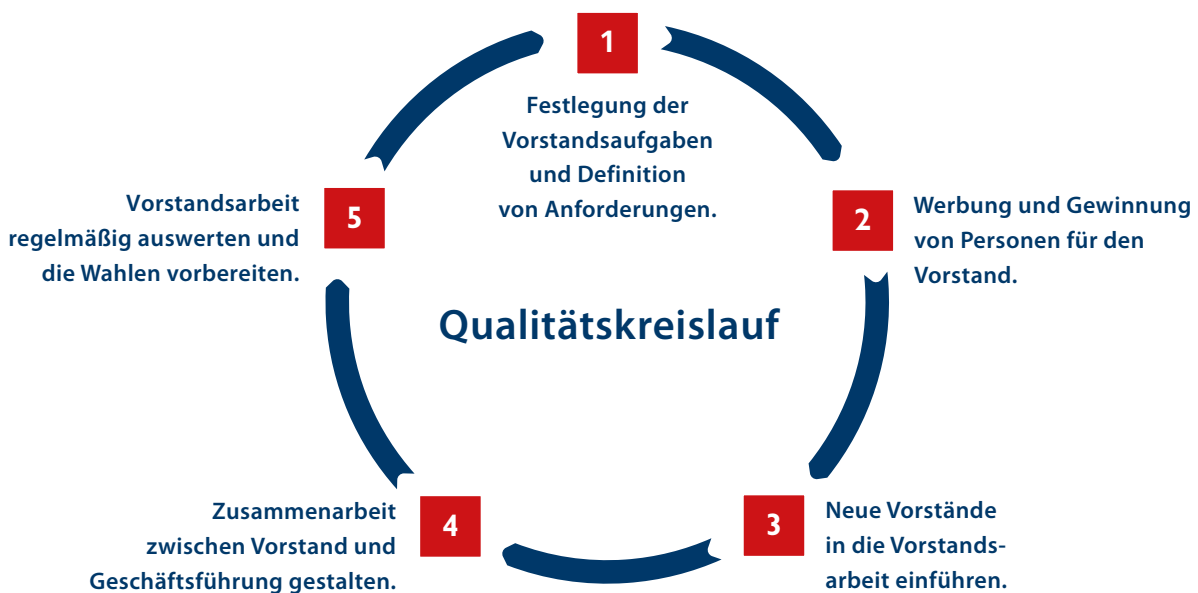 1
Festlegung der
Vorstandsaufgaben
und Definition
von Anforderungen.
2
Werbung und Gewinnung
von Personen für den
Vorstand.
3
Neue Vorstände
in die Vorstands-
arbeit einführen.
4
Zusammenarbeit
zwischen Vorstand und
Geschäftsführung gestalten.
5
Vorstandsarbeit
regelmäßig auswerten und
die Wahlen vorbereiten.
Qualitätskreislauf